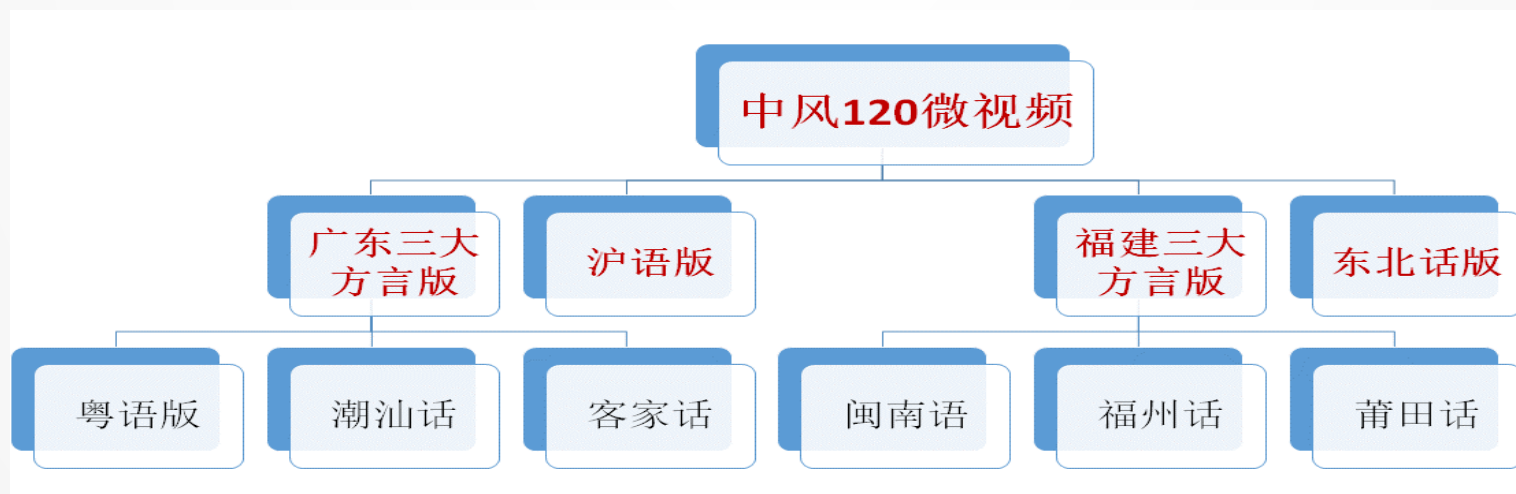 中风120微视频
广东三大
方言版
沪语版
福建三大
方言版
东北话版
粤语版
潮汕话
客家话
闽南语
福州话
莆田话